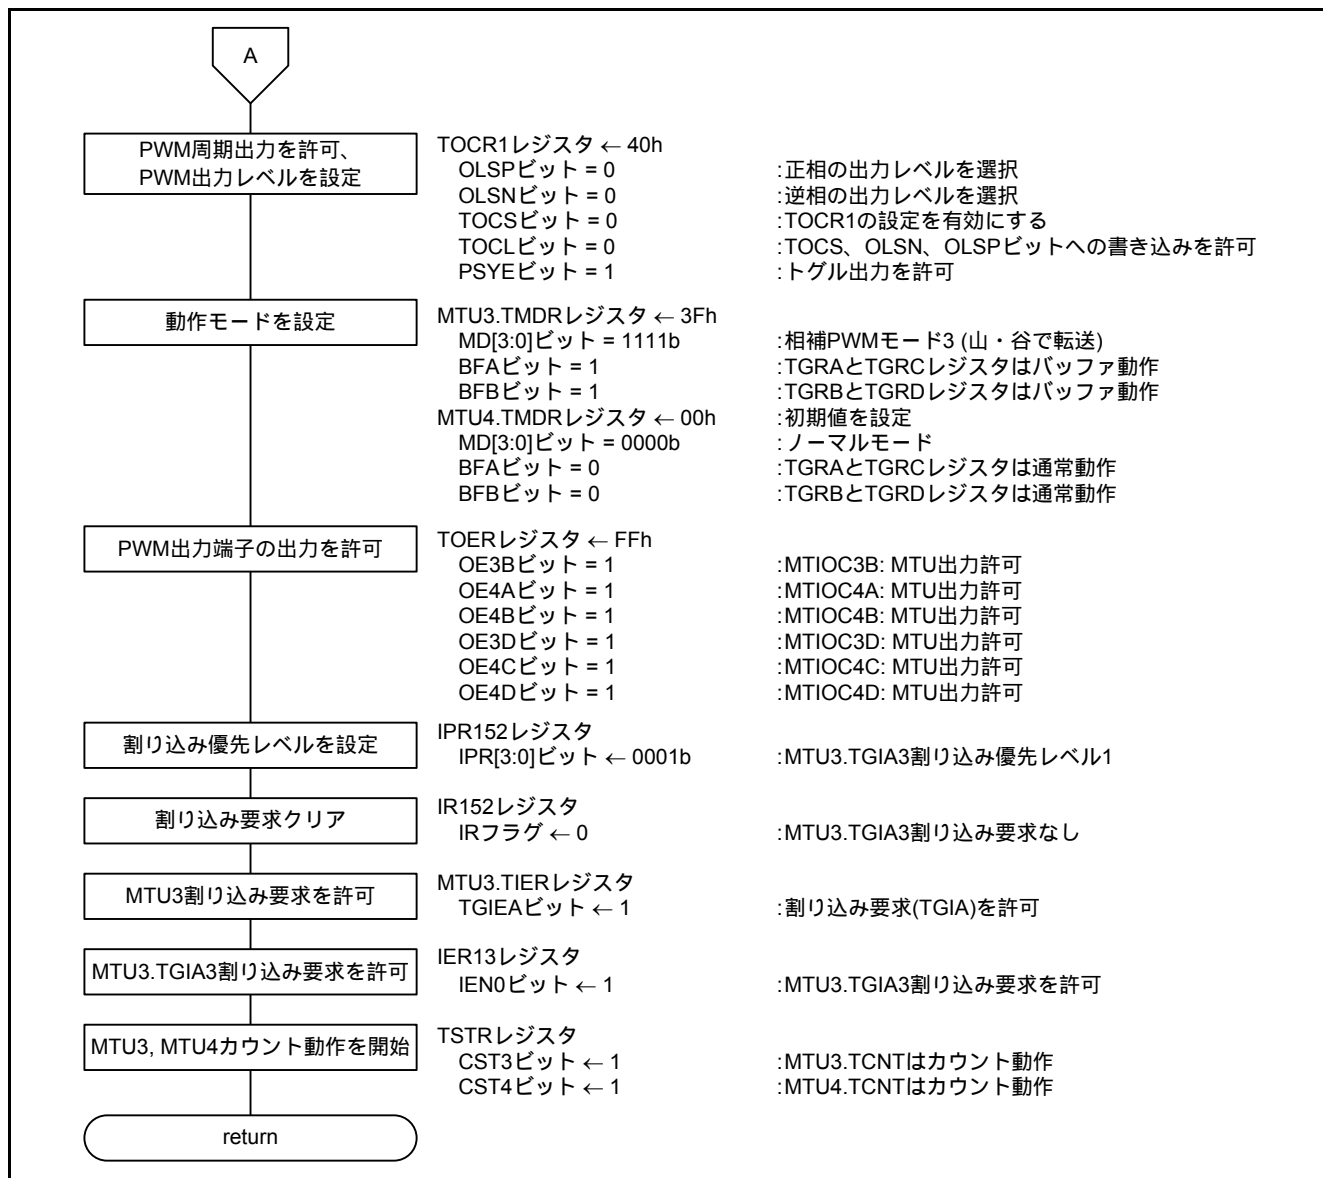 A
PWM周期出力を許可、
PWM出力レベルを設定
TOCR1レジスタ ← 40h
OLSPビット = 0 :正相の出力レベルを選択
OLSNビット = 0 :逆相の出力レベルを選択
TOCSビット = 0 :TOCR1の設定を有効にする
TOCLビット = 0 :TOCS、OLSN、OLSPビットへの書き込みを許可
PSYEビット = 1 :トグル出力を許可
動作モードを設定
MTU3.TMDRレジスタ ← 3Fh
MD[3:0]ビット = 1111b :相補PWMモード3 (山・谷で転送)
BFAビット = 1 :TGRAとTGRCレジスタはバッファ動作
BFBビット = 1 :TGRBとTGRDレジスタはバッファ動作
MTU4.TMDRレジスタ ← 00h :初期値を設定
MD[3:0]ビット = 0000b :ノーマルモード
BFAビット = 0 :TGRAとTGRCレジスタは通常動作
BFBビット = 0 :TGRBとTGRDレジスタは通常動作
PWM出力端子の出力を許可
TOERレジスタ ← FFh
OE3Bビット = 1 :MTIOC3B: MTU出力許可
OE4Aビット = 1 :MTIOC4A: MTU出力許可
OE4Bビット = 1 :MTIOC4B: MTU出力許可
OE3Dビット = 1 :MTIOC3D: MTU出力許可
OE4Cビット = 1 :MTIOC4C: MTU出力許可
OE4Dビット = 1 :MTIOC4D: MTU出力許可
割り込み優先レベルを設定
IPR152レジスタ
IPR[3:0]ビット ← 0001b :MTU3.TGIA3割り込み優先レベル1
割り込み要求クリア
IR152レジスタ
IRフラグ ← 0 :MTU3.TGIA3割り込み要求なし
MTU3割り込み要求を許可
MTU3.TIERレジスタ
TGIEAビット ← 1 :割り込み要求(TGIA)を許可
MTU3.TGIA3割り込み要求を許可
IER13レジスタ
IEN0ビット ← 1 :MTU3.TGIA3割り込み要求を許可
MTU3, MTU4カウント動作を開始
TSTRレジスタ
CST3ビット ← 1 :MTU3.TCNTはカウント動作
CST4ビット ← 1 :MTU4.TCNTはカウント動作
return